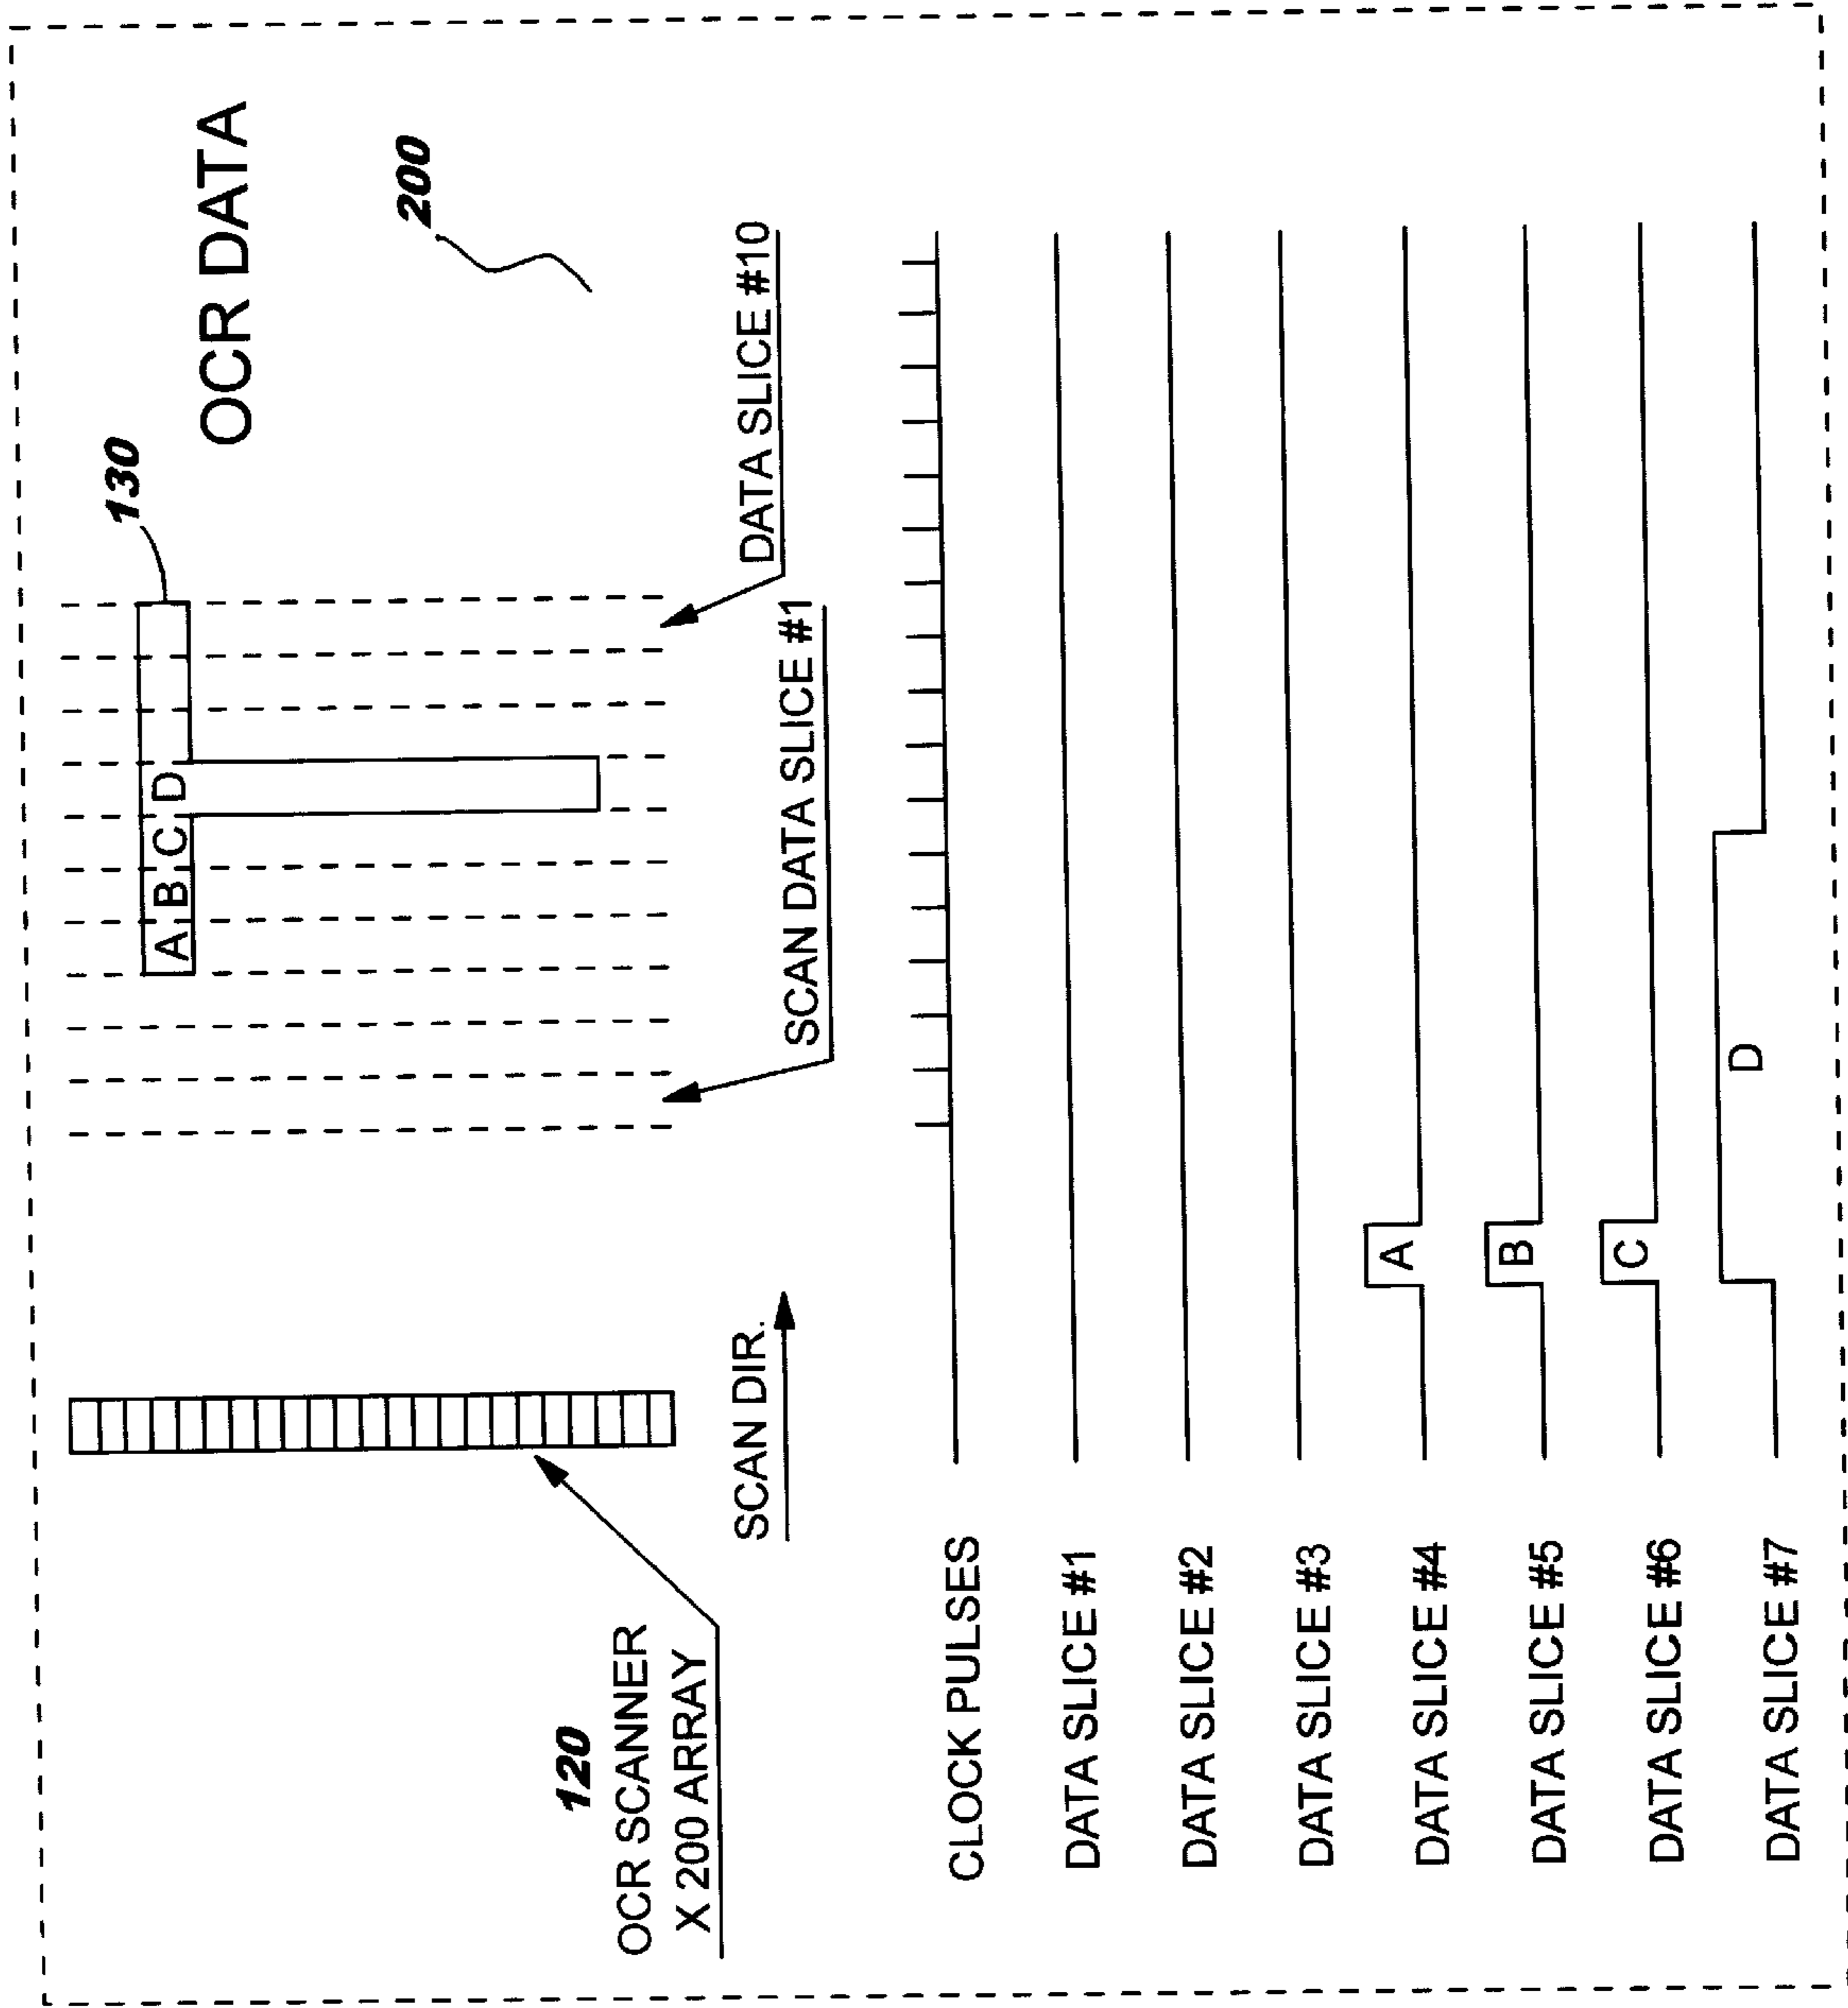 OCR DATA
130
200
A B C D
120
OCR SCANNER
X 200 ARRAY
SCAN DIR.
SCAN DATA SLICE #1
DATA SLICE #10
CLOCK PULSES
DATA SLICE #1
DATA SLICE #2
DATA SLICE #3
DATA SLICE #4
A
DATA SLICE #5
B
DATA SLICE #6
C
DATA SLICE #7
D